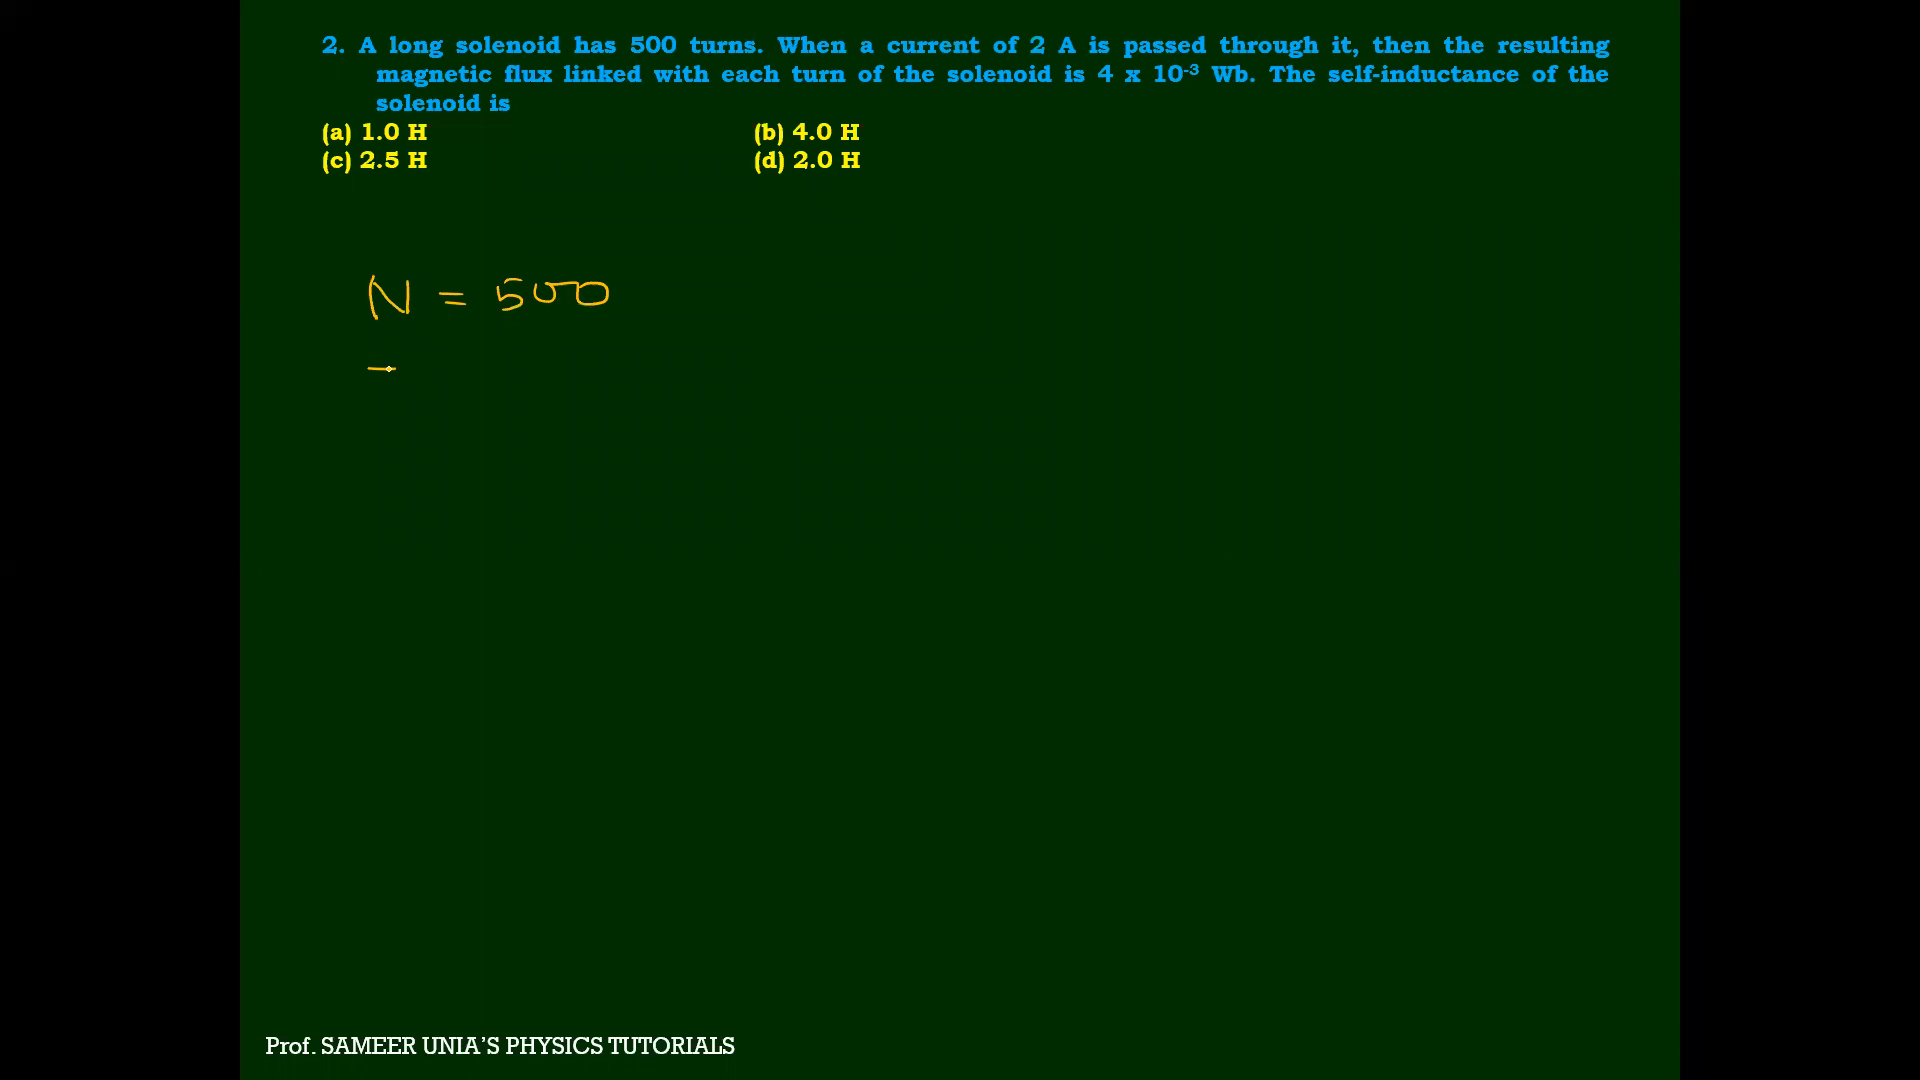 2. A long solenoid has 500 turns. When a current of 2 A is passed through it, then the resulting
magnetic flux linked with each turn of the solenoid is 4 x 10⁻³ Wb. The self-inductance of the
solenoid is
(a) 1.0 H (b) 4.0 H
(c) 2.5 H (d) 2.0 H
N = 500
Prof. SAMEER UNIA’S PHYSICS TUTORIALS